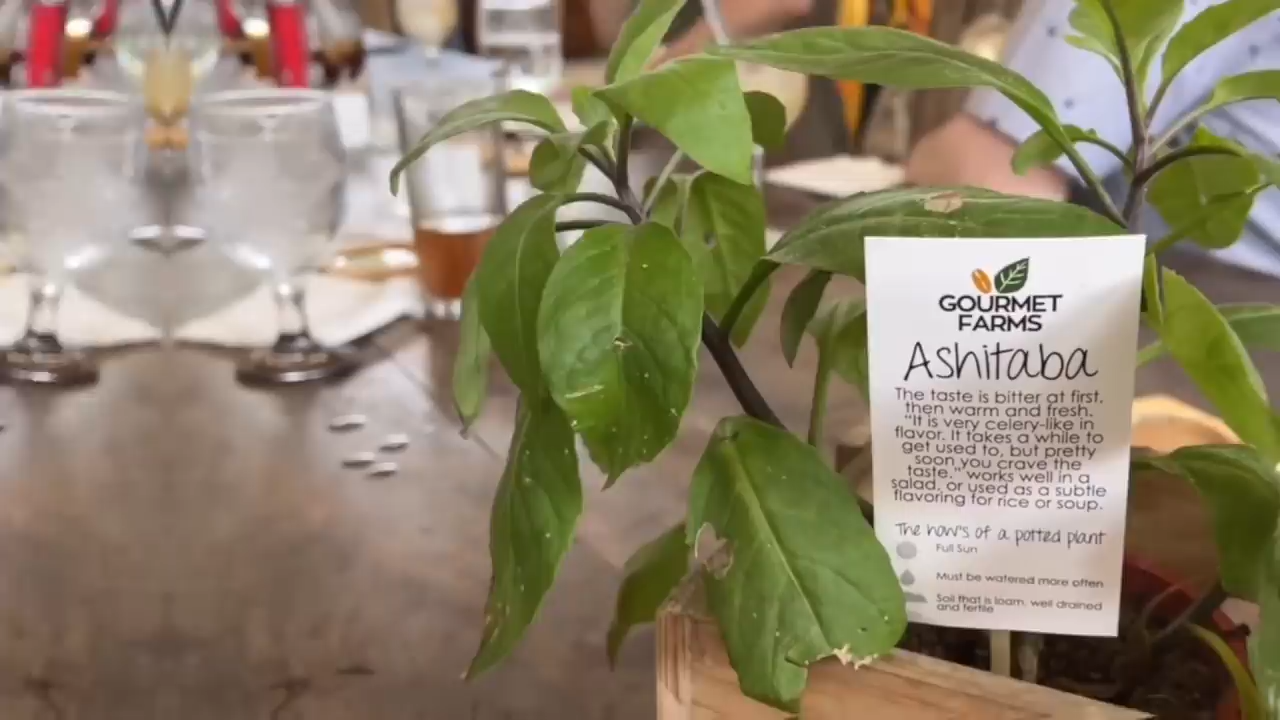 GOURMET
FARMS
Ashitaba
The taste is bitter at first,
then warm and fresh.
"It is very celery-like in
flavor. It takes a while to
get used to, but pretty
soon you crave the
taste." works well in a
salad, or used as a subtle
flavoring for rice or soup.
The how's of a potted plant
Full Sun
Must be watered more often
Soil that is loam, well drained
and fertile